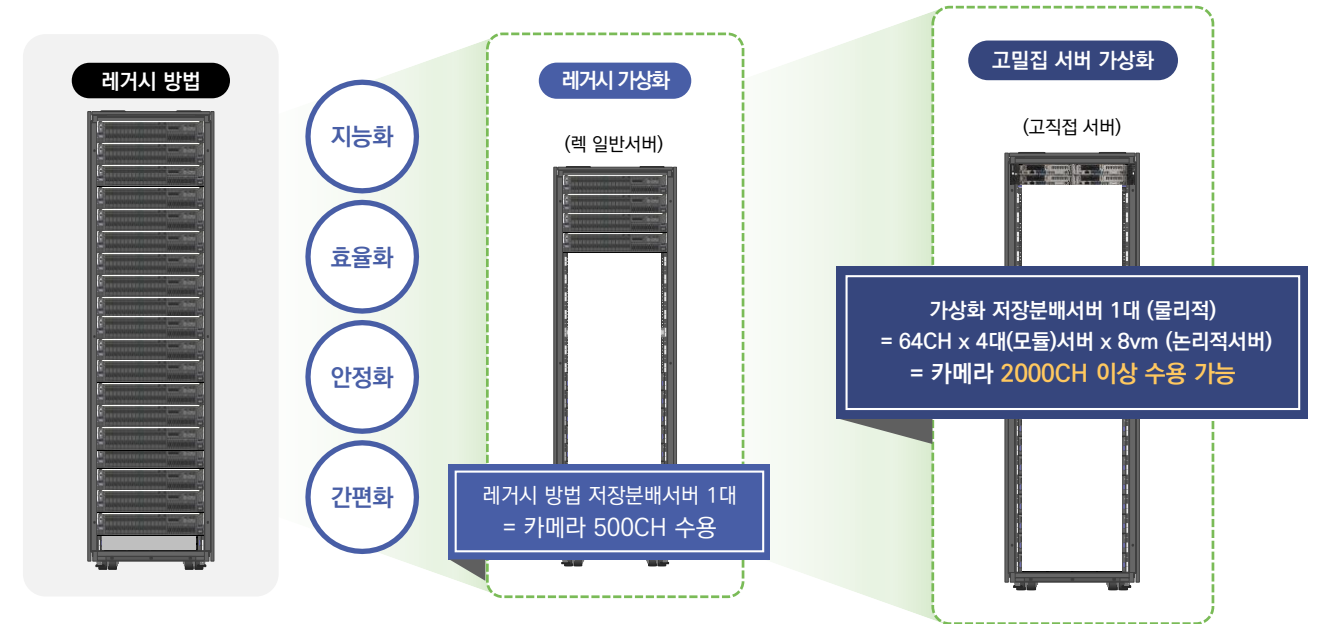 레거시 방법
지능화
효율화
안정화
간편화
레거시 가상화
(렉 일반서버)
레거시 방법 저장분배서버 1대
= 카메라 500CH 수용
고밀집 서버 가상화
(고직접 서버)
가상화 저장분배서버 1대 (물리적)
= 64CH x 4대(모듈)서버 x 8vm (논리적서버)
= 카메라 2000CH 이상 수용 가능